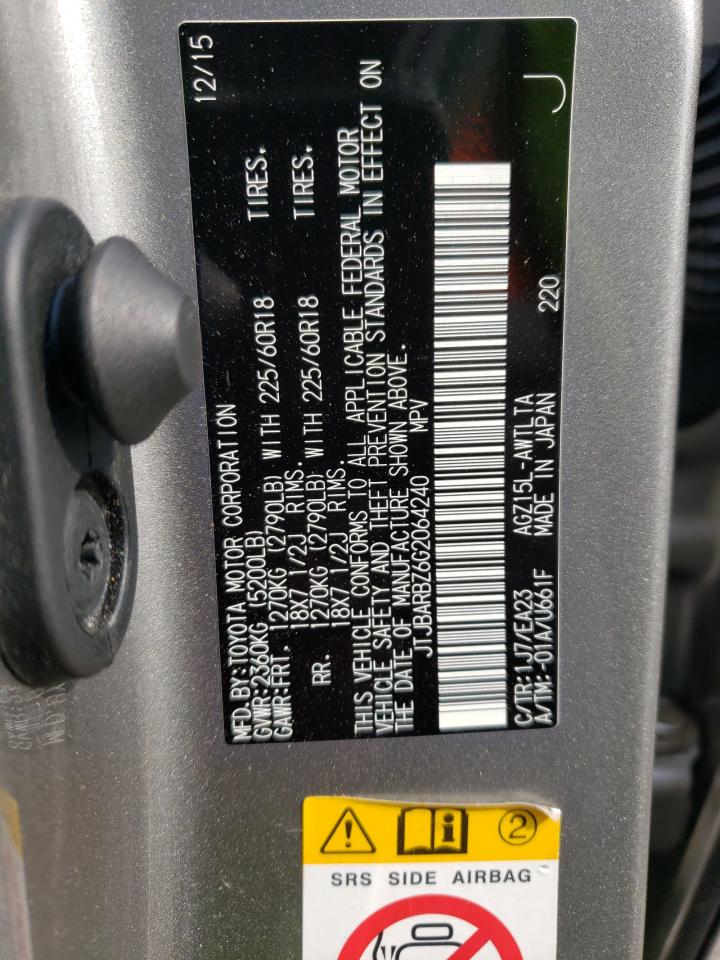 MFD.BY:TOYOTA MOTOR CORPORATION 12/15
GVWR:2360KG (5200LB)
GAWR:FRT. 1270KG (2790LB) WITH 225/60R18 TIRES.
18X7 1/2J RIMS.
RR. 1270KG (2790LB) WITH 225/60R18 TIRES.
18X7 1/2J RIMS.
THIS VEHICLE CONFORMS TO ALL APPLICABLE FEDERAL MOTOR
VEHICLE SAFETY AND THEFT PREVENTION STANDARDS IN EFFECT ON
THE DATE OF MANUFACTURE SHOWN ABOVE.
JTJBARBZ6G2064240 MPV
C/TR:1J7/EA23 AGZ15L-AWTLTA
A/TM:-01A/U661F MADE IN JAPAN 220 J
2
SRS SIDE AIRBAG